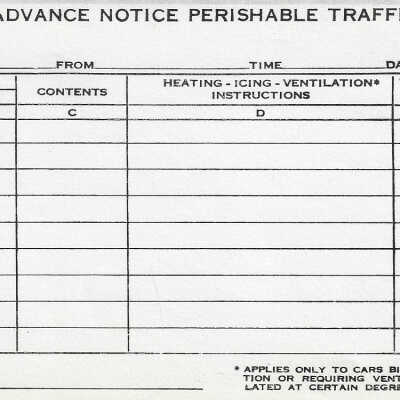 ADVANCE NOTICE PERISHABLE TRAFF
FROM TIME DA
CONTENTS
HEATING - ICING - VENTILATION*
INSTRUCTIONS
C D
* APPLIES ONLY TO CARS BI
TION OR REQUIRING VENT
LATED AT CERTAIN DEGRE